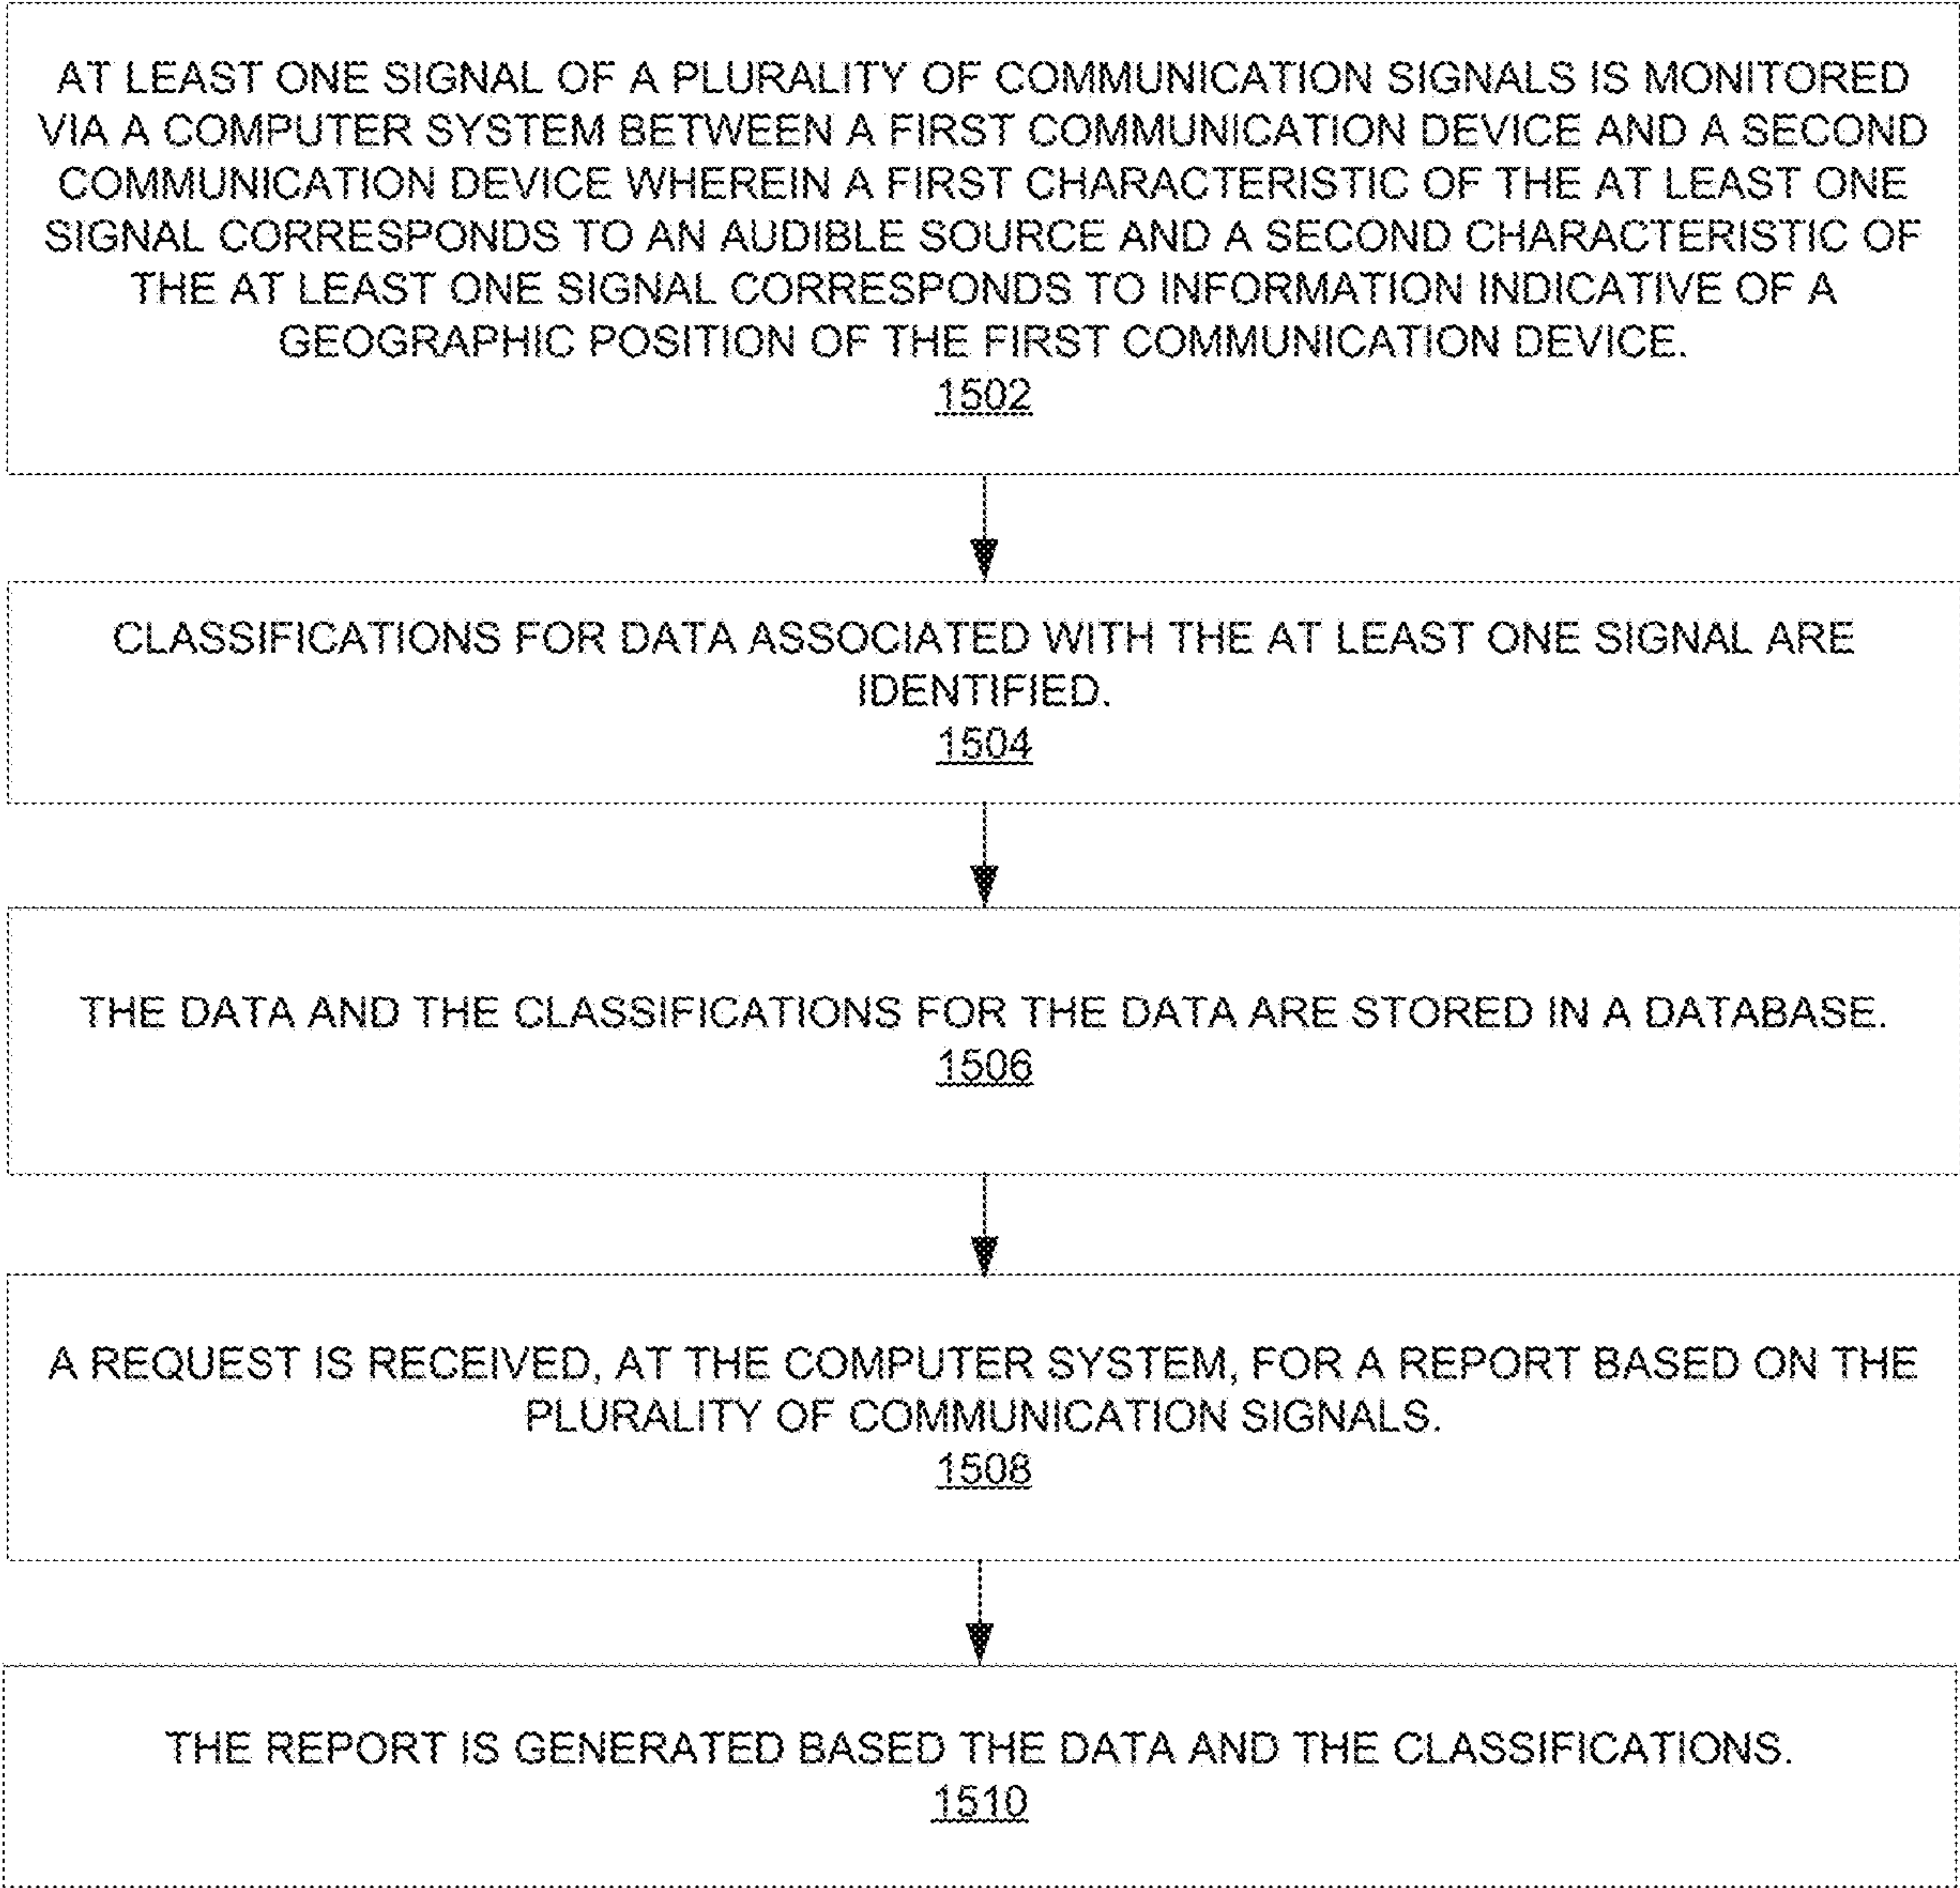 AT LEAST ONE SIGNAL OF A PLURALITY OF COMMUNICATION SIGNALS IS MONITORED
VIA A COMPUTER SYSTEM BETWEEN A FIRST COMMUNICATION DEVICE AND A SECOND
COMMUNICATION DEVICE WHEREIN A FIRST CHARACTERISTIC OF THE AT LEAST ONE
SIGNAL CORRESPONDS TO AN AUDIBLE SOURCE AND A SECOND CHARACTERISTIC OF
THE AT LEAST ONE SIGNAL CORRESPONDS TO INFORMATION INDICATIVE OF A
GEOGRAPHIC POSITION OF THE FIRST COMMUNICATION DEVICE.
1502
CLASSIFICATIONS FOR DATA ASSOCIATED WITH THE AT LEAST ONE SIGNAL ARE
IDENTIFIED.
1504
THE DATA AND THE CLASSIFICATIONS FOR THE DATA ARE STORED IN A DATABASE.
1506
A REQUEST IS RECEIVED, AT THE COMPUTER SYSTEM, FOR A REPORT BASED ON THE
PLURALITY OF COMMUNICATION SIGNALS.
1508
THE REPORT IS GENERATED BASED THE DATA AND THE CLASSIFICATIONS.
1510